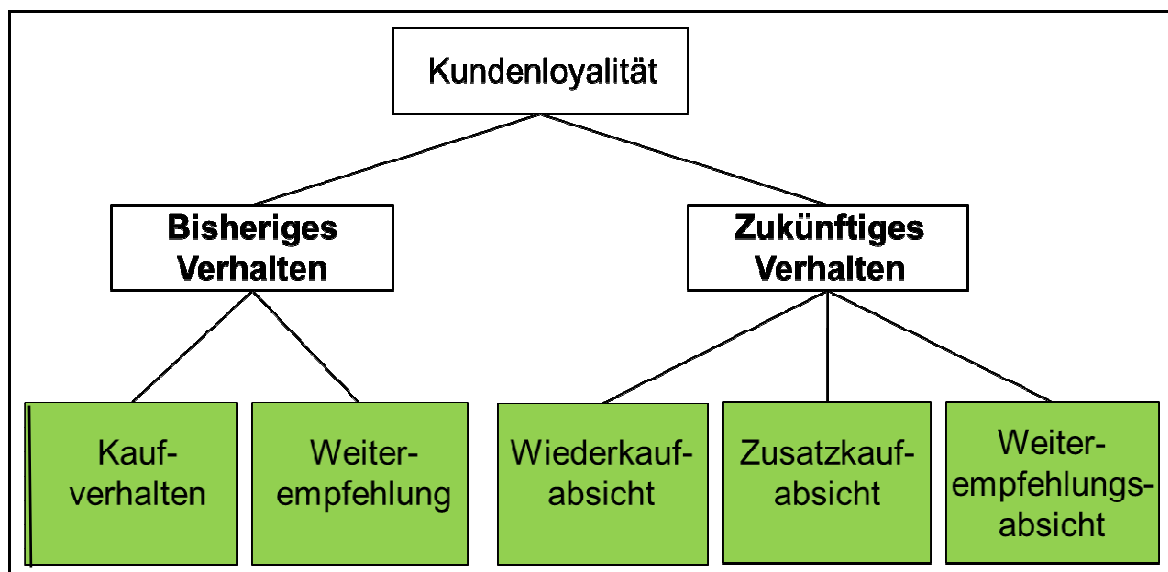 Kundenloyalität
Bisheriges
Verhalten
Zukünftiges
Verhalten
Kauf-
verhalten
Weiter-
empfehlung
Wiederkauf-
absicht
Zusatzkauf-
absicht
Weiter-
empfehlungs-
absicht